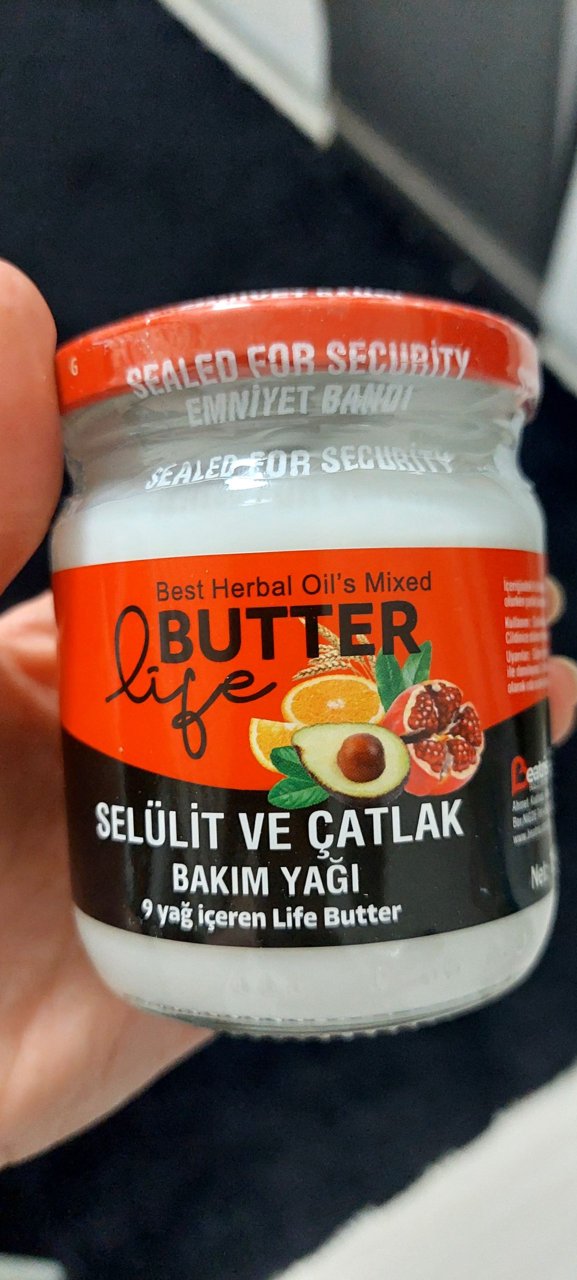 G
SEALED FOR SECURITY
EMNİYET BANDI
SEALED FOR SECURITY
Best Herbal Oil's Mixed
BUTTER
life
SELÜLİT VE ÇATLAK
BAKIM YAĞI
9 yağ içeren Life Butter
Net